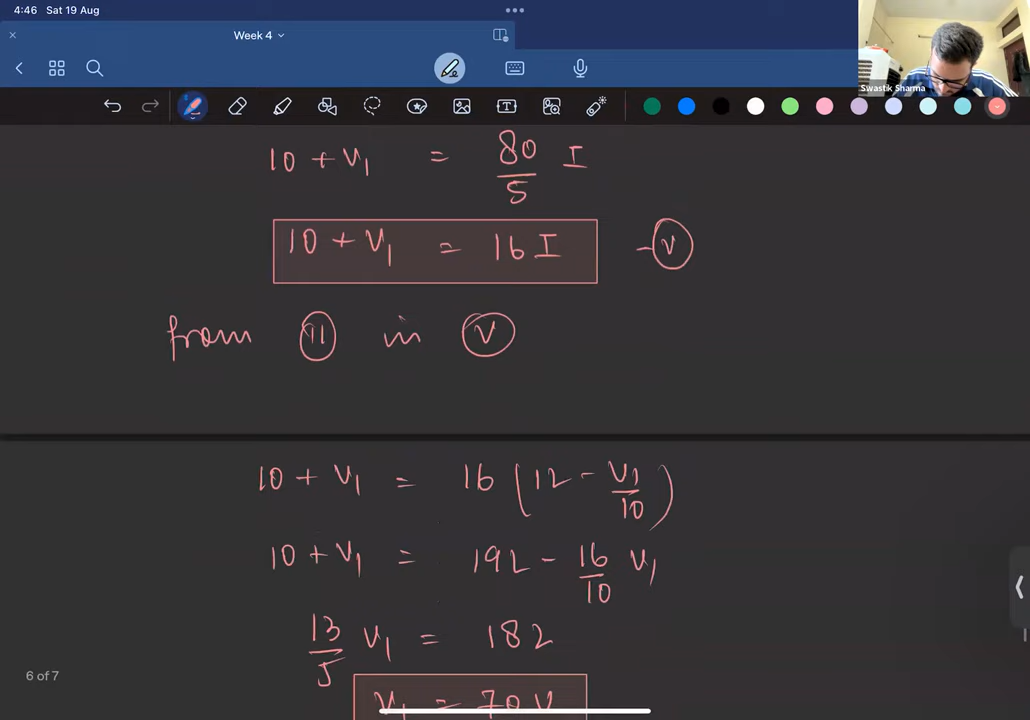 4:46 Sat 19 Aug
Week 4
Swastik Sharma
10 + V₁ = 80/5 I
10 + V₁ = 16 I - V
from II in V
10 + V₁ = 16 (12 - V₁/10)
10 + V₁ = 192 - 16/10 V₁
13/5 V₁ = 182
V₁ = 70 V
6 of 7